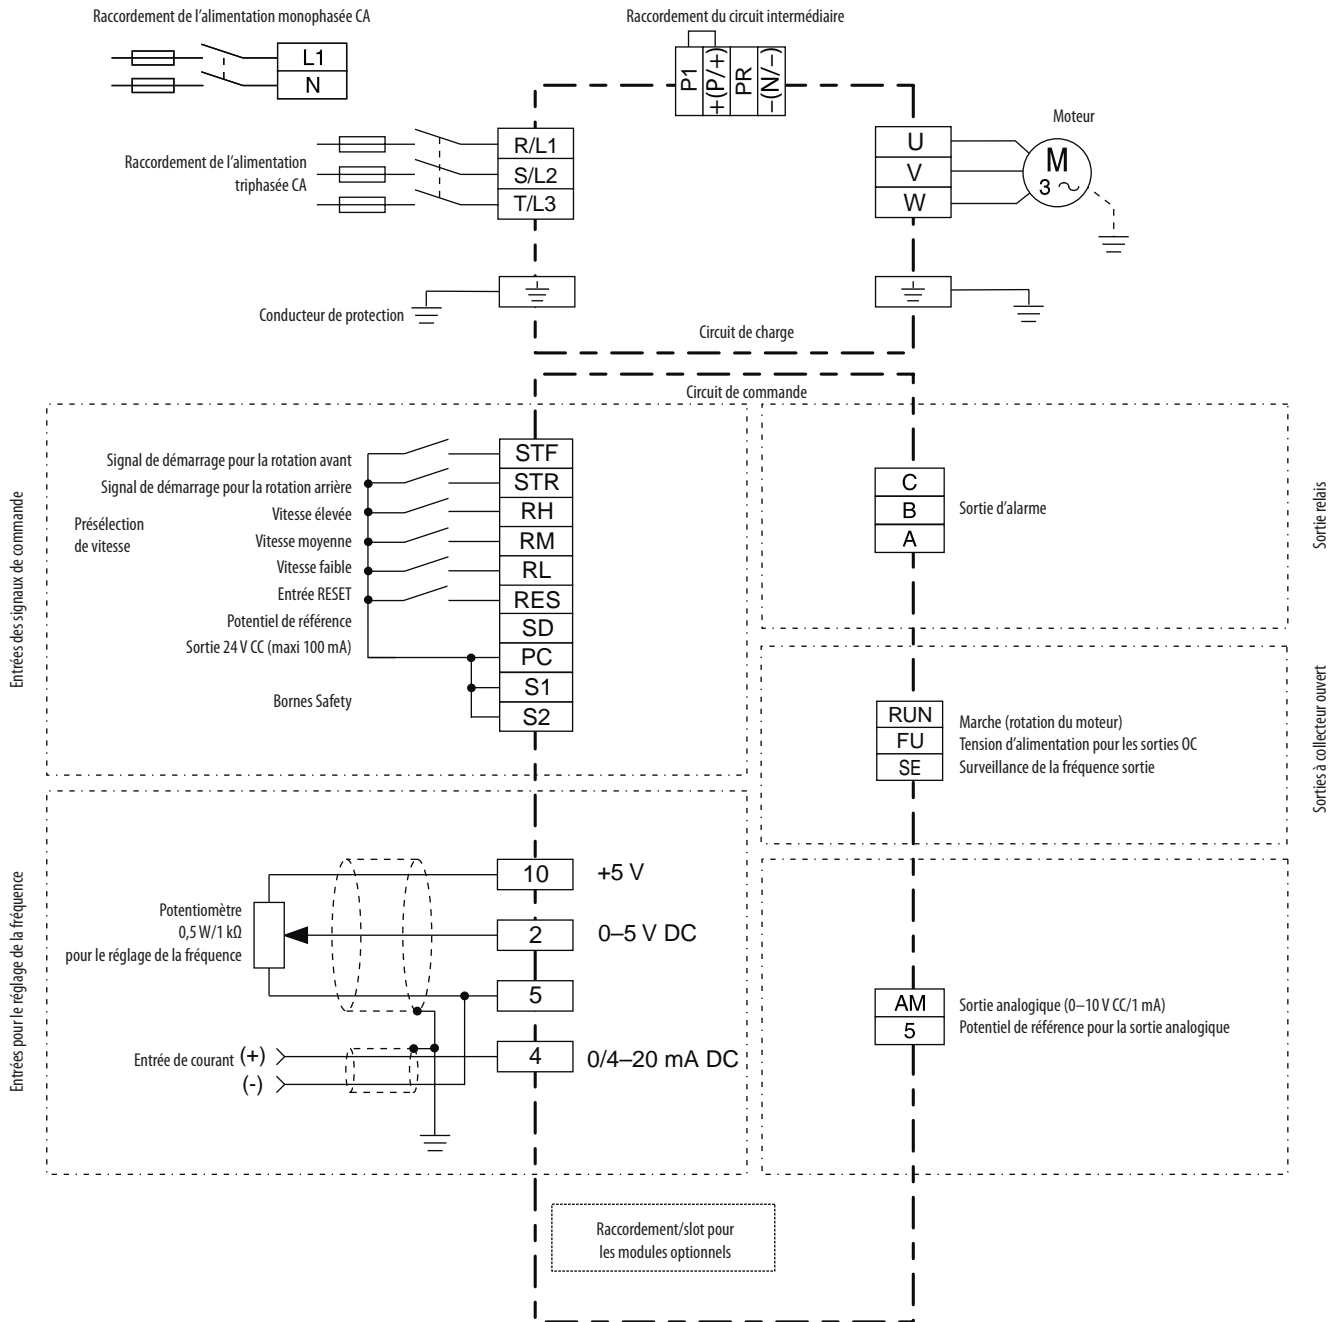 Raccordement de l'alimentation monophasée CA
L1
N
Raccordement du circuit intermédiaire
P1
+(P/+)
PR
–(N/–)
Raccordement de l'alimentation
triphasée CA
R/L1
S/L2
T/L3
U
V
W
Moteur
M
3 ~
Conducteur de protection
Circuit de charge
Circuit de commande
Entrées des signaux de commande
Signal de démarrage pour la rotation avant
STF
Signal de démarrage pour la rotation arrière
STR
Présélection
de vitesse
Vitesse élevée
RH
Vitesse moyenne
RM
Vitesse faible
RL
Entrée RESET
RES
Potentiel de référence
SD
Sortie 24 V CC (maxi 100 mA)
PC
Bornes Safety
S1
S2
C
B
A
Sortie d'alarme
Sortie relais
RUN
Marche (rotation du moteur)
FU
Tension d'alimentation pour les sorties OC
SE
Surveillance de la fréquence sortie
Sorties à collecteur ouvert
Entrées pour le réglage de la fréquence
Potentiomètre
0,5 W/1 kΩ
pour le réglage de la fréquence
10
+5 V
2
0–5 V DC
5
Entrée de courant (+)
(-)
4
0/4–20 mA DC
AM
Sortie analogique (0–10 V CC/1 mA)
5
Potentiel de référence pour la sortie analogique
Raccordement/slot pour
les modules optionnels